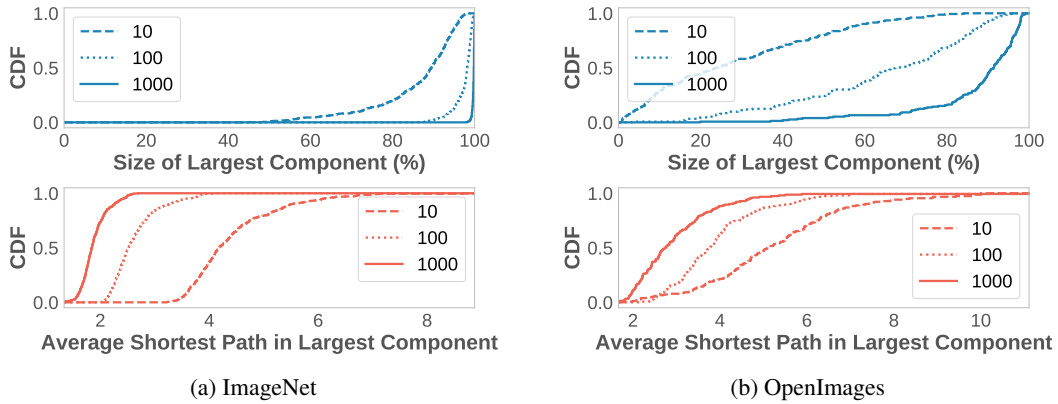 CDF
1.0
0.5
0.0
10
100
1000
0 20 40 60 80 100
Size of Largest Component (%)
CDF
1.0
0.5
0.0
10
100
1000
0 20 40 60 80 100
Size of Largest Component (%)
CDF
1.0
0.5
0.0
10
100
1000
2 4 6 8
Average Shortest Path in Largest Component
CDF
1.0
0.5
0.0
10
100
1000
2 4 6 8 10
Average Shortest Path in Largest Component
(a) ImageNet
(b) OpenImages